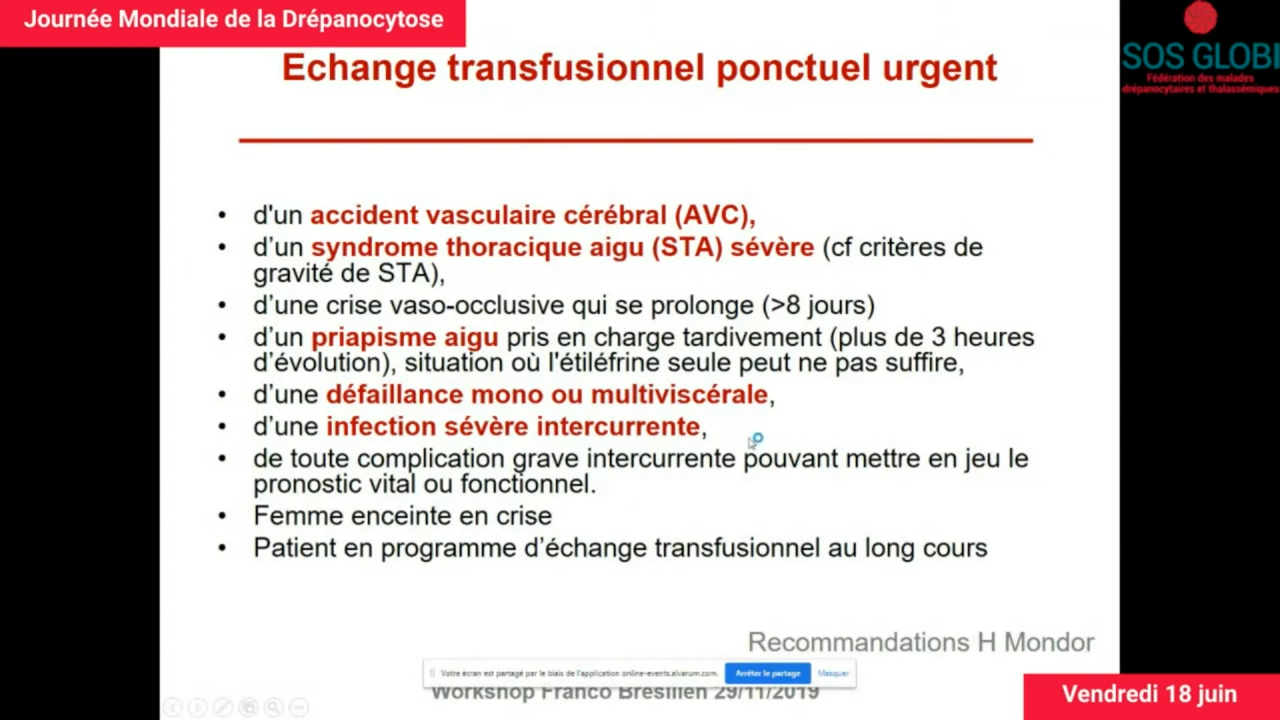 Journée Mondiale de la Drépanocytose
SOS GLOBI
Fédération des malades
drépanocytaires et thalassémiques
Echange transfusionnel ponctuel urgent
• d'un accident vasculaire cérébral (AVC),
• d’un syndrome thoracique aigu (STA) sévère (cf critères de
gravité de STA),
• d’une crise vaso-occlusive qui se prolonge (>8 jours)
• d’un priapisme aigu pris en charge tardivement (plus de 3 heures
d’évolution), situation où l'étiléfrine seule peut ne pas suffire,
• d’une défaillance mono ou multiviscérale,
• d’une infection sévère intercurrente,
• de toute complication grave intercurrente pouvant mettre en jeu le
pronostic vital ou fonctionnel.
• Femme enceinte en crise
• Patient en programme d’échange transfusionnel au long cours
Recommandations H Mondor
Votre écran est partagé par le biais de l'application online-events.alvarum.com. Arrêter le partage Masquer
Workshop Franco Brésilien 29/11/2019
Vendredi 18 juin